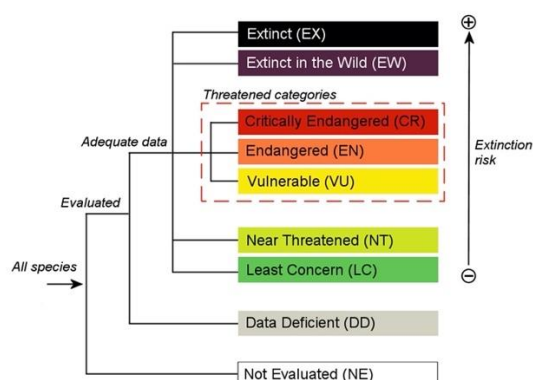 Extinct (EX)
Extinct in the Wild (EW)
Threatened categories
Critically Endangered (CR)
Adequate data
Endangered (EN)
Extinction
risk
Vulnerable (VU)
Evaluated
Near Threatened (NT)
All species
Least Concern (LC)
Data Deficient (DD)
Not Evaluated (NE)